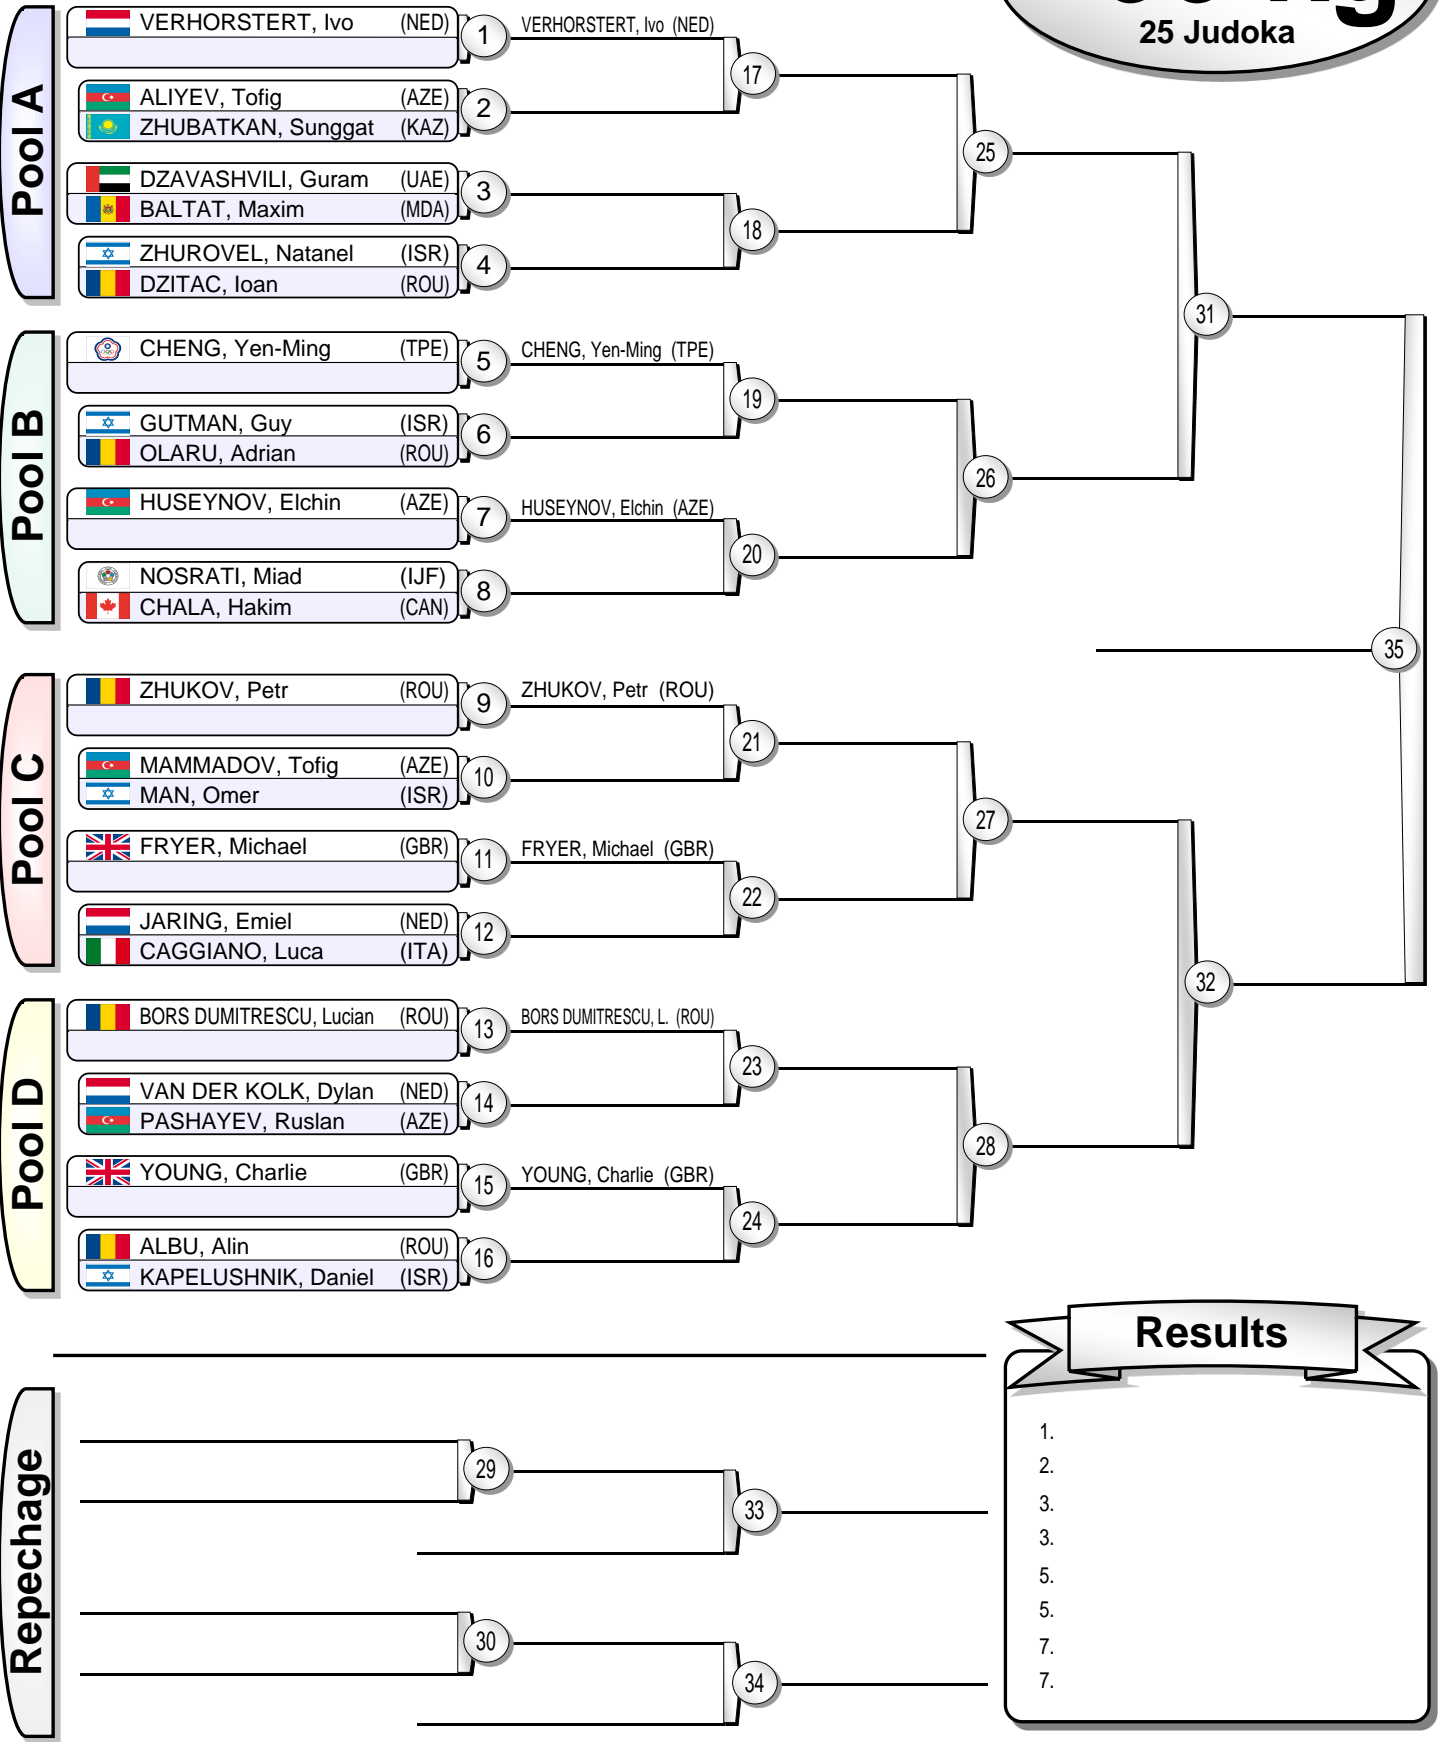 25 Judoka
Pool A
VERHORSTERT, Ivo (NED) 1 VERHORSTERT, Ivo (NED)
17
ALIYEV, Tofig (AZE) 2
ZHUBATKAN, Sunggat (KAZ)
25
DZAVASHVILI, Guram (UAE) 3
BALTAT, Maxim (MDA)
18
ZHUROVEL, Natanel (ISR) 4
DZITAC, Ioan (ROU)
31
Pool B
CHENG, Yen-Ming (TPE) 5 CHENG, Yen-Ming (TPE)
19
GUTMAN, Guy (ISR) 6
OLARU, Adrian (ROU)
26
HUSEYNOV, Elchin (AZE) 7 HUSEYNOV, Elchin (AZE)
20
NOSRATI, Miad (IJF) 8
CHALA, Hakim (CAN)
35
Pool C
ZHUKOV, Petr (ROU) 9 ZHUKOV, Petr (ROU)
21
MAMMADOV, Tofig (AZE) 10
MAN, Omer (ISR)
27
FRYER, Michael (GBR) 11 FRYER, Michael (GBR)
22
JARING, Emiel (NED) 12
CAGGIANO, Luca (ITA)
32
Pool D
BORS DUMITRESCU, Lucian (ROU) 13 BORS DUMITRESCU, L. (ROU)
23
VAN DER KOLK, Dylan (NED) 14
PASHAYEV, Ruslan (AZE)
28
YOUNG, Charlie (GBR) 15 YOUNG, Charlie (GBR)
24
ALBU, Alin (ROU) 16
KAPELUSHNIK, Daniel (ISR)
Repechage
29
33
30
34
Results
1.
2.
3.
3.
5.
5.
7.
7.